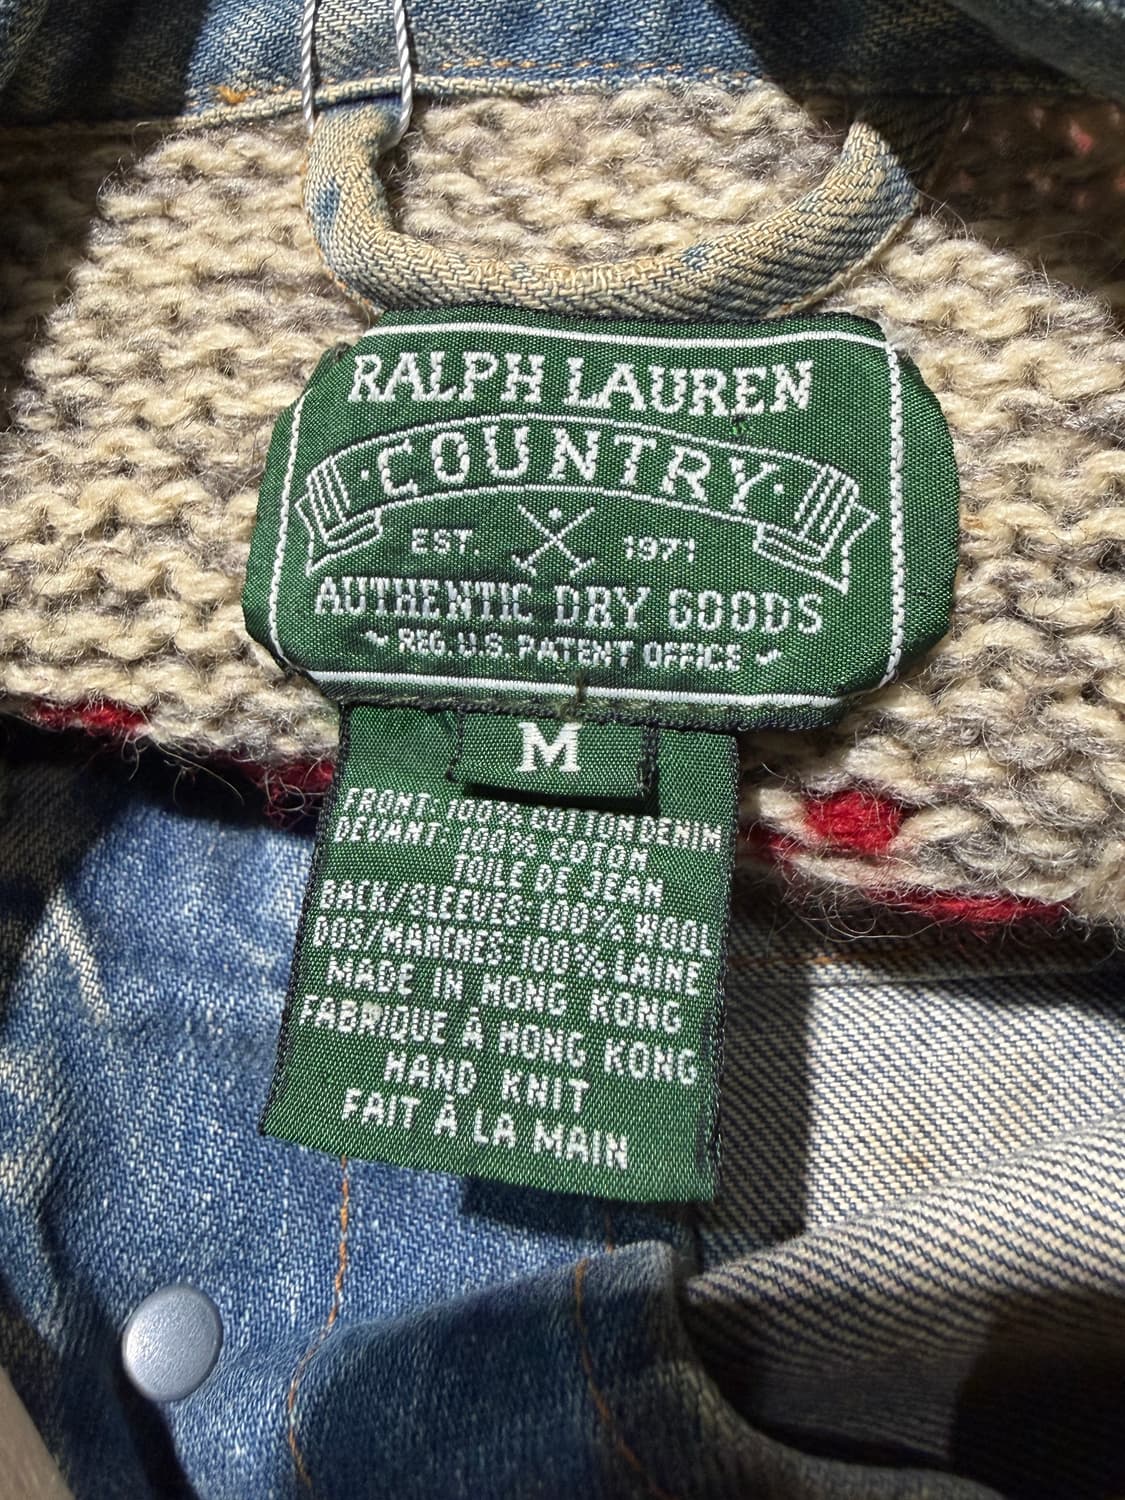 RALPH LAUREN
·COUNTRY·
EST. 1971
AUTHENTIC DRY GOODS
~ REG. U.S. PATENT OFFICE ~
M
FRONT: 100% COTTON DENIM
DEVANT: 100% COTON
TOILE DE JEAN
BACK/SLEEVES: 100% WOOL
DOS/MANCHES: 100% LAINE
MADE IN HONG KONG
FABRIQUE À HONG KONG
HAND KNIT
FAIT À LA MAIN